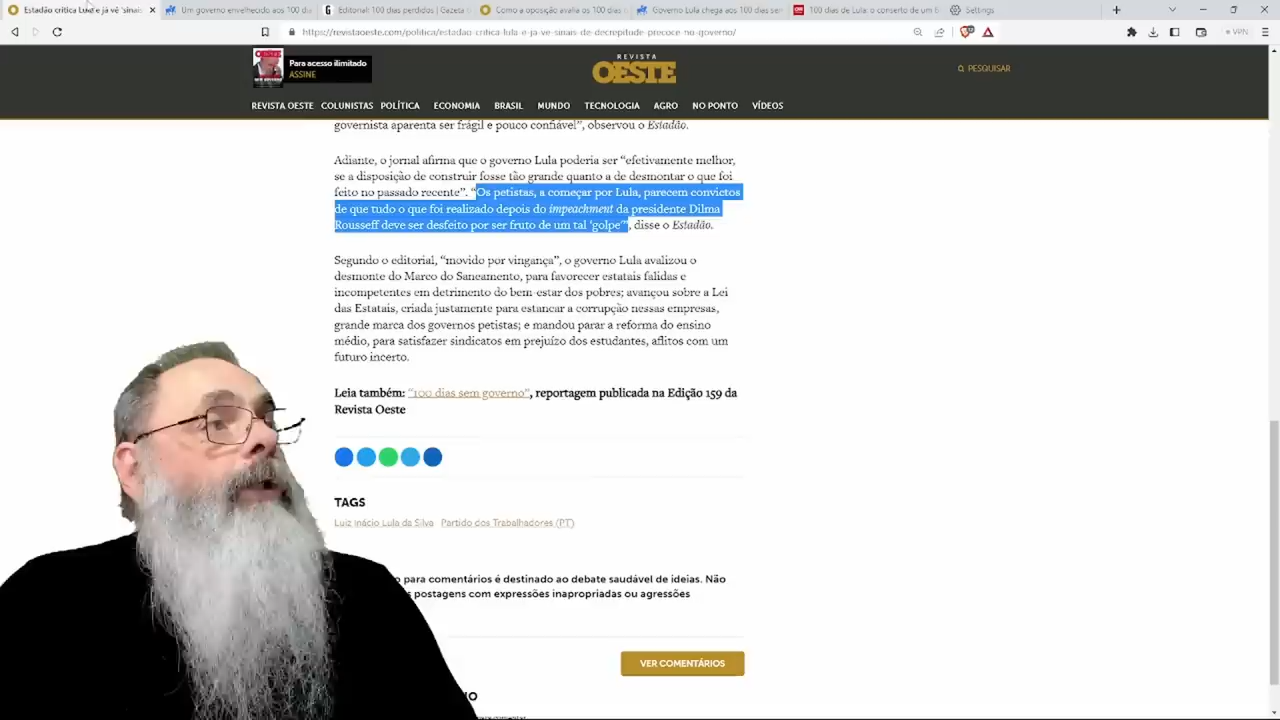 Estadão critica Lula e já vê 'sinais
Um governo envelhecido aos 100 dia
Editorial: 100 dias perdidos | Gazeta
Como a oposição avalia os 100 dias
Governo Lula chega aos 100 dias
100 dias de Lula: o conserto de um
Settings
https://revistaoeste.com/politica/estadao-critica-lula-e-ja-ve-sinais-de-decrepitude-precoce-no-governo/
VPN
Para acesso ilimitado
ASSINE
REVISTA
OESTE
PESQUISAR
REVISTA OESTE COLUNISTAS POLÍTICA ECONOMIA BRASIL MUNDO TECNOLOGIA AGRO NO PONTO VÍDEOS
governista aparenta ser frágil e pouco confiável”, observou o Estadão.
Adiante, o jornal afirma que o governo Lula poderia ser “efetivamente melhor,
se a disposição de construir fosse tão grande quanto a de desmontar o que foi
feito no passado recente”. “Os petistas, a começar por Lula, parecem convictos
de que tudo o que foi realizado depois do impeachment da presidente Dilma
Rousseff deve ser desfeito por ser fruto de um tal ‘golpe’”, disse o Estadão.
Segundo o editorial, “movido por vingança”, o governo Lula avalizou o
desmonte do Marco do Saneamento, para favorecer estatais falidas e
incompetentes em detrimento do bem-estar dos pobres; avançou sobre a Lei
das Estatais, criada justamente para estancar a corrupção nessas empresas,
grande marca dos governos petistas; e mandou parar a reforma do ensino
médio, para satisfazer sindicatos em prejuízo dos estudantes, aflitos com um
futuro incerto.
Leia também: “100 dias sem governo”, reportagem publicada na Edição 159 da
Revista Oeste
TAGS
Luiz Inácio Lula da Silva Partido dos Trabalhadores (PT)
o para comentários é destinado ao debate saudável de ideias. Não
postagens com expressões inapropriadas ou agressões
VER COMENTÁRIOS